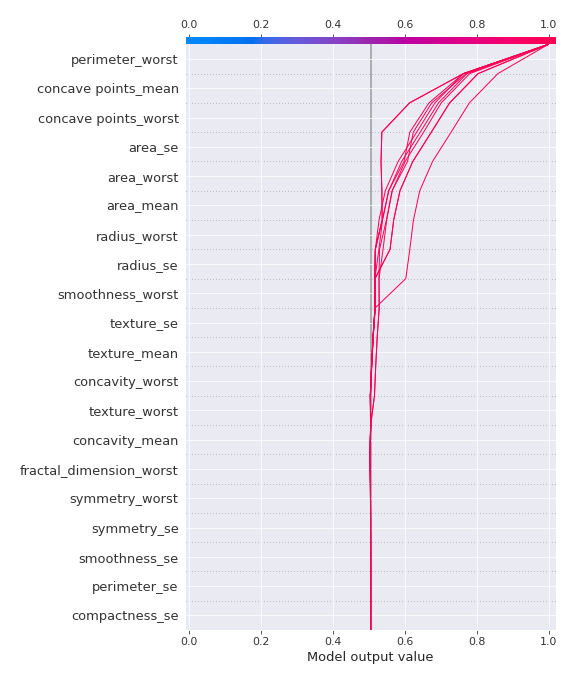 0.0 0.2 0.4 0.6 0.8 1.0
perimeter_worst
concave points_mean
concave points_worst
area_se
area_worst
area_mean
radius_worst
radius_se
smoothness_worst
texture_se
texture_mean
concavity_worst
texture_worst
concavity_mean
fractal_dimension_worst
symmetry_worst
symmetry_se
smoothness_se
perimeter_se
compactness_se
0.0 0.2 0.4 0.6 0.8 1.0
Model output value